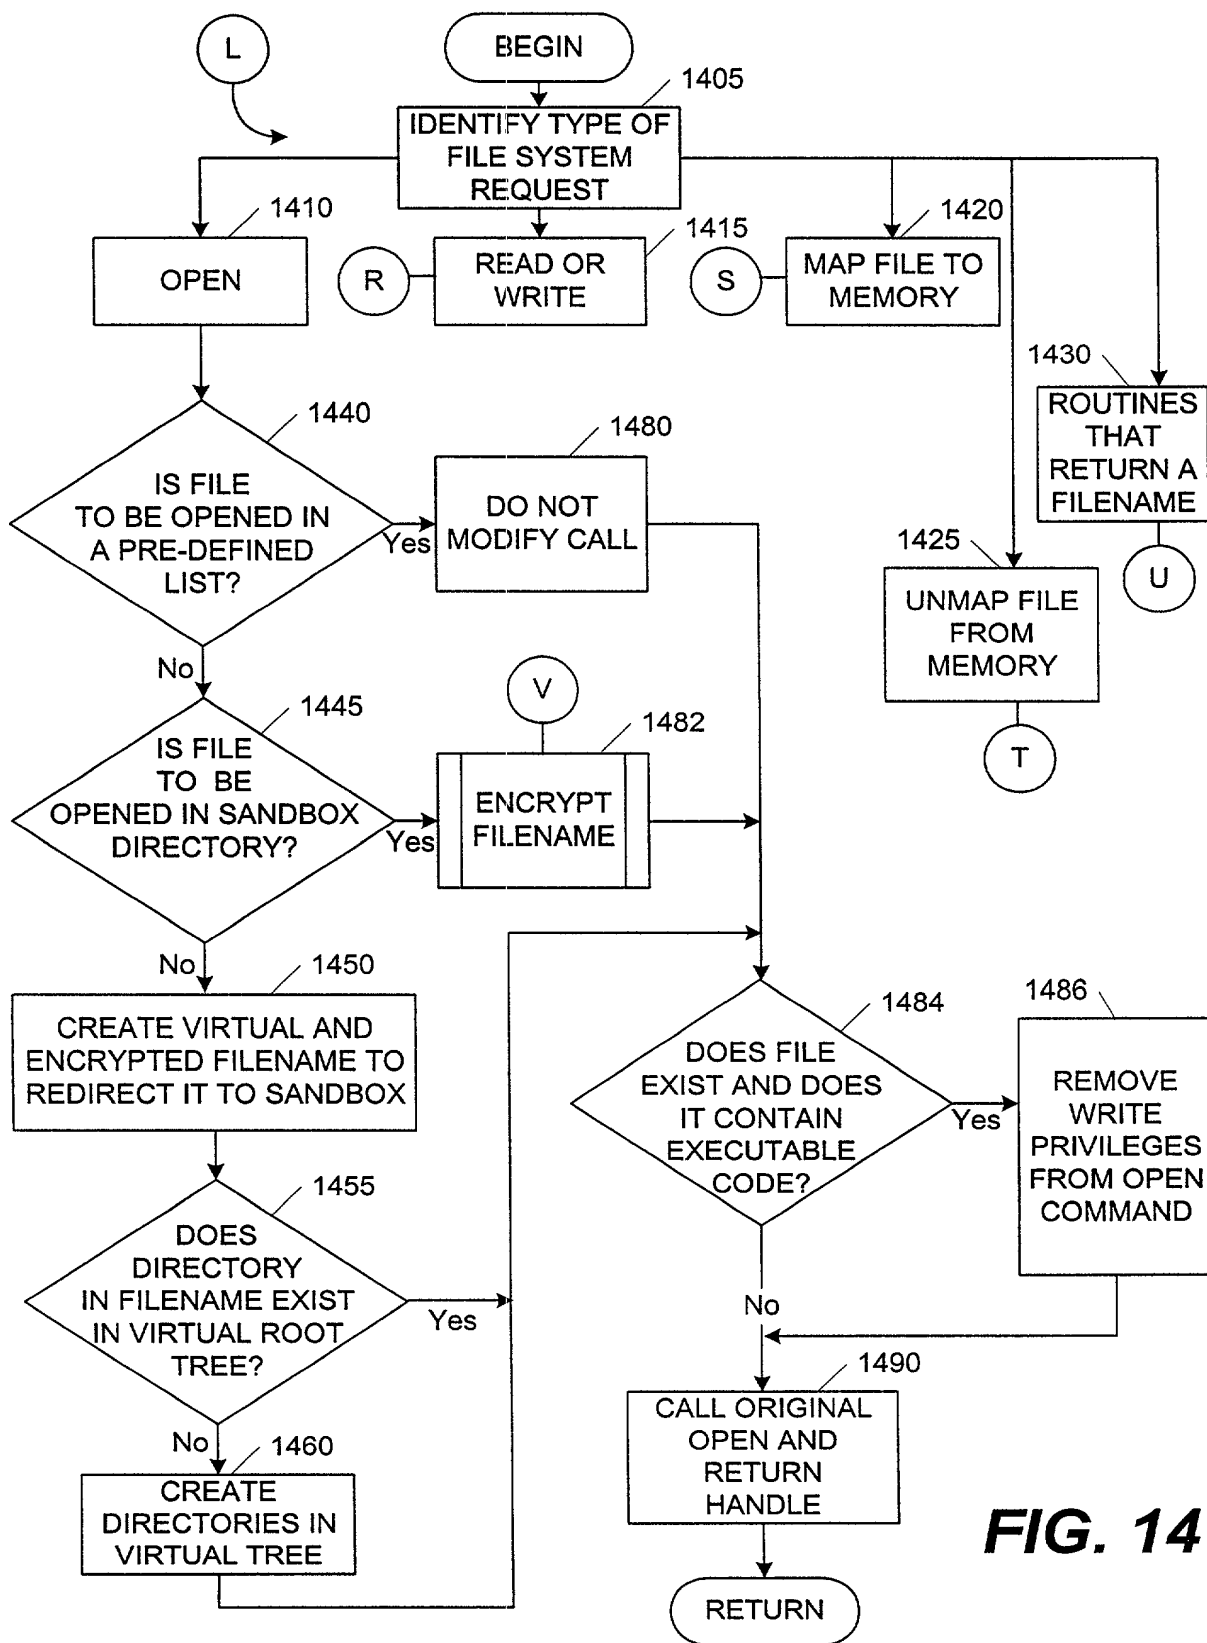 L
BEGIN
1405
IDENTIFY TYPE OF
FILE SYSTEM
REQUEST
1410
OPEN
1415
R
READ OR
WRITE
1420
S
MAP FILE TO
MEMORY
1430
ROUTINES
THAT
RETURN A
FILENAME
U
1425
UNMAP FILE
FROM
MEMORY
T
1440
IS FILE
TO BE OPENED IN
A PRE-DEFINED
LIST?
Yes
No
1480
DO NOT
MODIFY CALL
1445
IS FILE
TO BE
OPENED IN SANDBOX
DIRECTORY?
Yes
No
V
1482
ENCRYPT
FILENAME
1450
CREATE VIRTUAL AND
ENCRYPTED FILENAME TO
REDIRECT IT TO SANDBOX
1455
DOES
DIRECTORY
IN FILENAME EXIST
IN VIRTUAL ROOT
TREE?
Yes
No
1460
CREATE
DIRECTORIES IN
VIRTUAL TREE
1484
DOES FILE
EXIST AND DOES
IT CONTAIN
EXECUTABLE
CODE?
Yes
No
1486
REMOVE
WRITE
PRIVILEGES
FROM OPEN
COMMAND
1490
CALL ORIGINAL
OPEN AND
RETURN
HANDLE
RETURN
FIG. 14